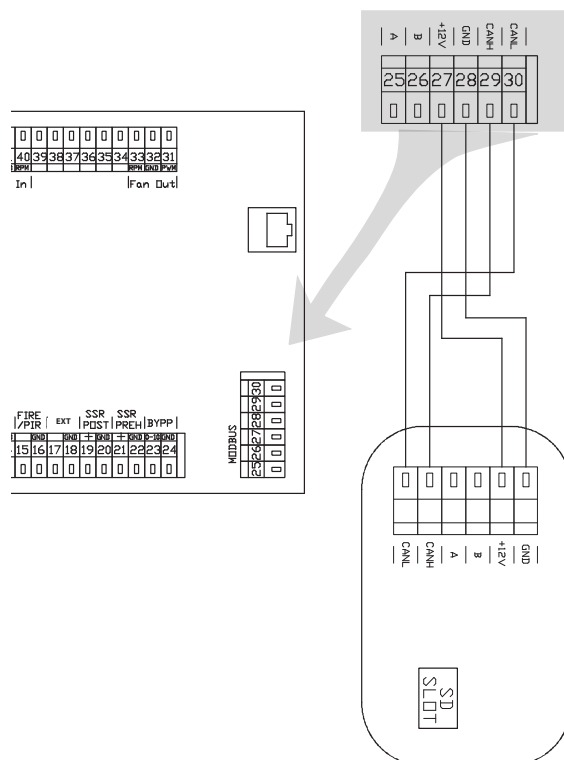 A B +12V GND CANH CANL
25 26 27 28 29 30
40 39 38 37 36 35 34 33 32 31
RPM RPM GND PWM
In Fan Out
30
29
28
27
26
25
MODBUS
FIRE
/PIR EXT SSR
POST SSR
PREH BYPP
GND GND + GND + GND 0-10 GND
15 16 17 18 19 20 21 22 23 24
CANL CANH A B +12V GND
SD
SLOT